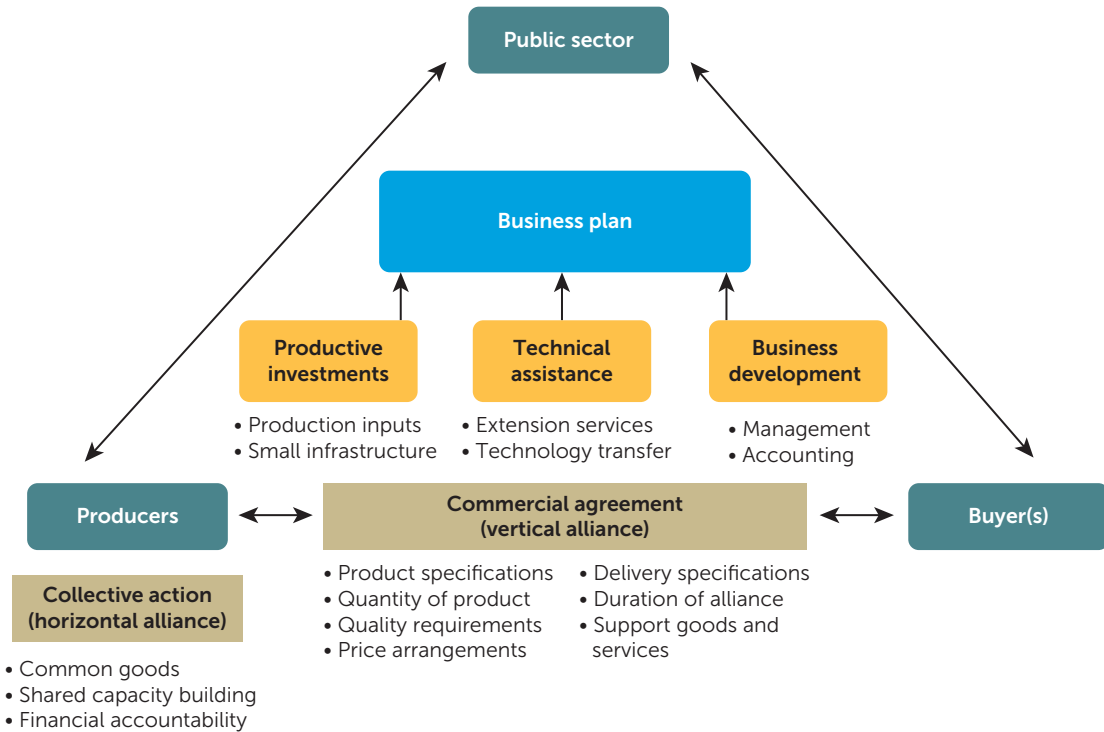 Public sector
Business plan
Productive
investments
• Production inputs
• Small infrastructure
Technical
assistance
• Extension services
• Technology transfer
Business
development
• Management
• Accounting
Producers
Commercial agreement
(vertical alliance)
Buyer(s)
• Product specifications
• Quantity of product
• Quality requirements
• Price arrangements
• Delivery specifications
• Duration of alliance
• Support goods and
services
Collective action
(horizontal alliance)
• Common goods
• Shared capacity building
• Financial accountability